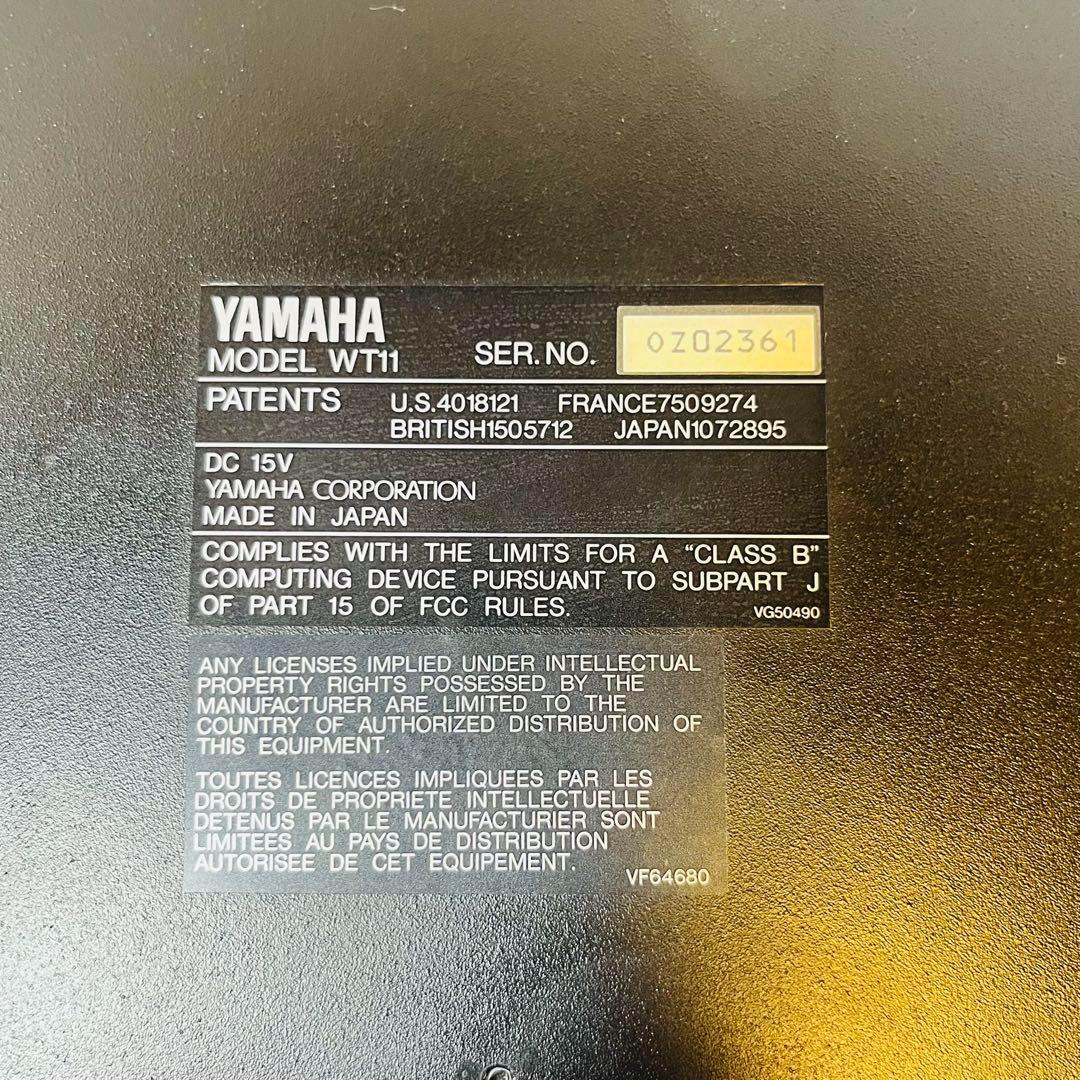 YAMAHA
MODEL WT11 SER. NO. 0Z02361
PATENTS U.S.4018121 FRANCE7509274
BRITISH1505712 JAPAN1072895
DC 15V
YAMAHA CORPORATION
MADE IN JAPAN
COMPLIES WITH THE LIMITS FOR A “CLASS B”
COMPUTING DEVICE PURSUANT TO SUBPART J
OF PART 15 OF FCC RULES. VG50490
ANY LICENSES IMPLIED UNDER INTELLECTUAL
PROPERTY RIGHTS POSSESSED BY THE
MANUFACTURER ARE LIMITED TO THE
COUNTRY OF AUTHORIZED DISTRIBUTION OF
THIS EQUIPMENT.
TOUTES LICENCES IMPLIQUEES PAR LES
DROITS DE PROPRIETE INTELLECTUELLE
DETENUS PAR LE MANUFACTURIER SONT
LIMITEES AU PAYS DE DISTRIBUTION
AUTORISEE DE CET EQUIPEMENT. VF64680